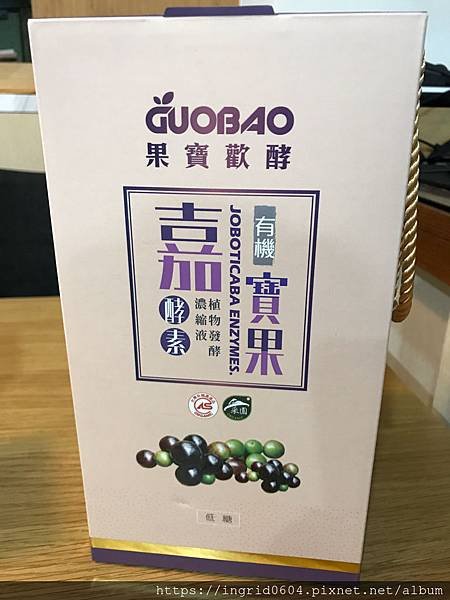 GUOBAO
果寶歡酵
有機
嘉寶果
JOBOTICABA ENZYMES.
酵素
植物發酵
濃縮液
低糖
https://ingrid0604.pixnet.net/album